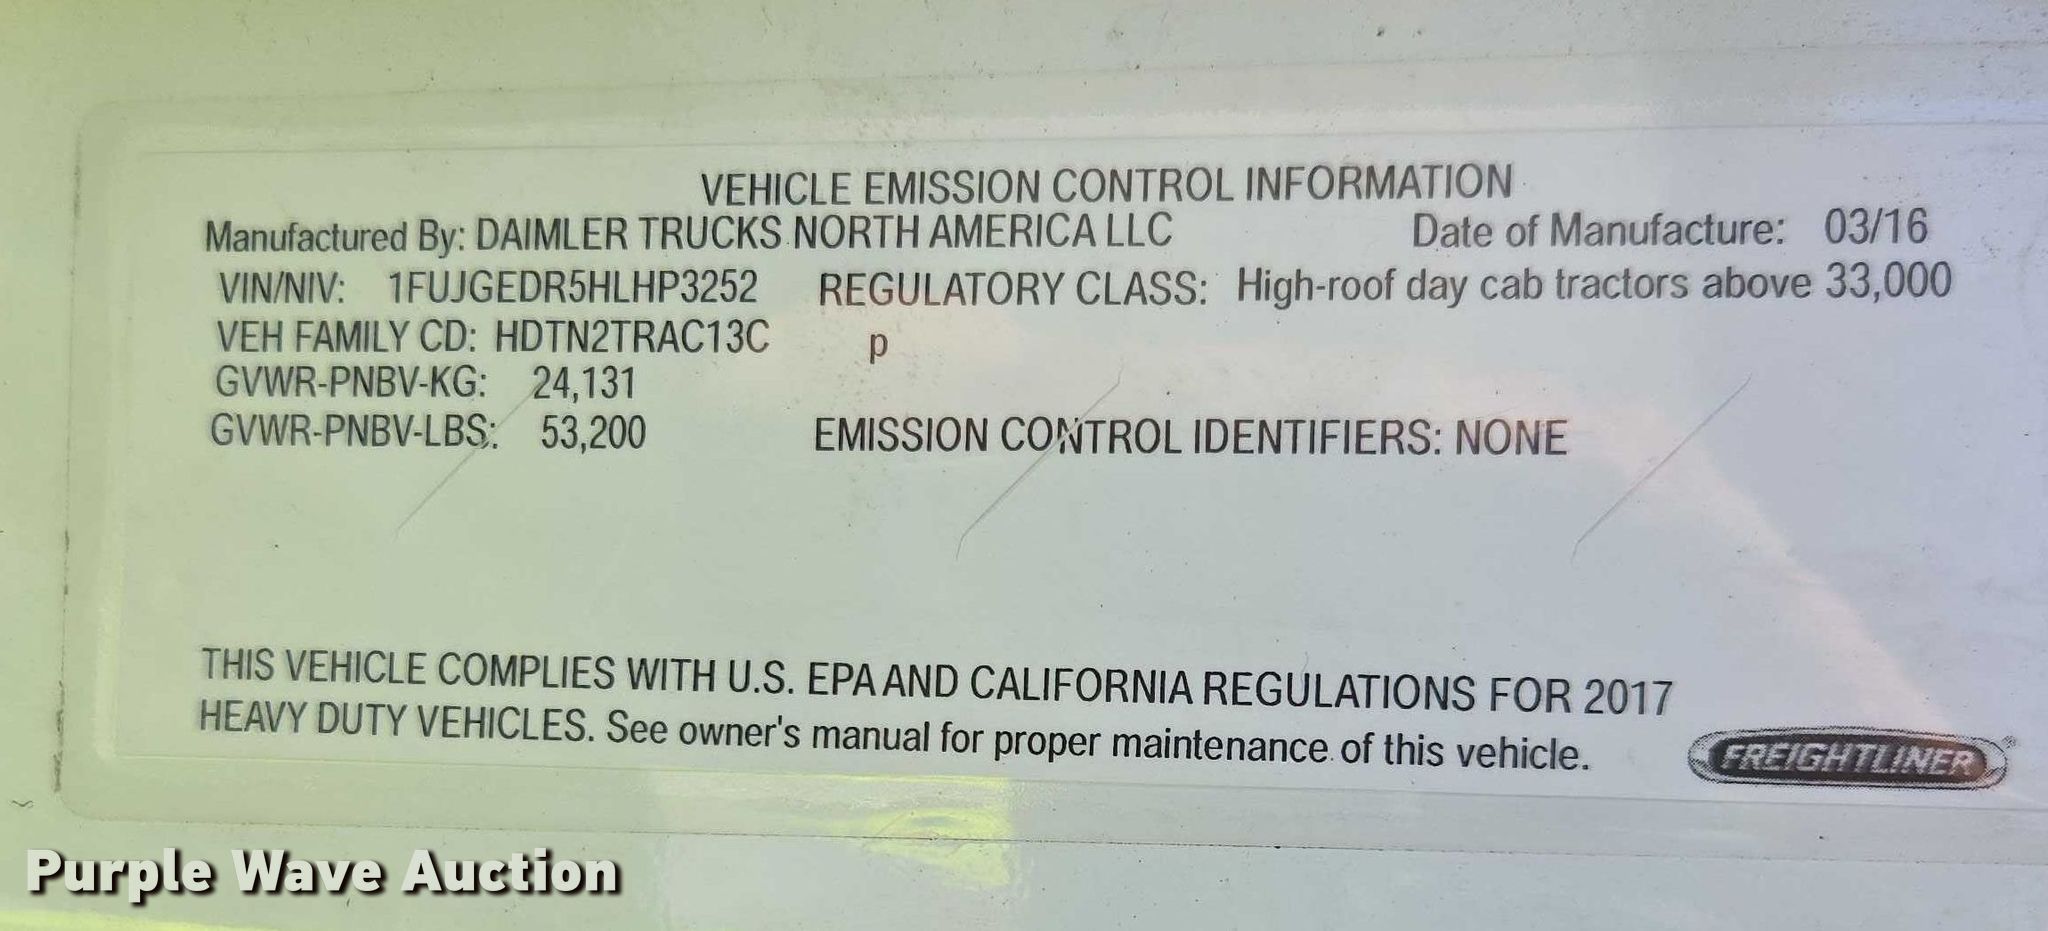 VEHICLE EMISSION CONTROL INFORMATION
Manufactured By: DAIMLER TRUCKS NORTH AMERICA LLC Date of Manufacture: 03/16
VIN/NIV: 1FUJGEDR5HLHP3252 REGULATORY CLASS: High-roof day cab tractors above 33,000
VEH FAMILY CD: HDTN2TRAC13C p
GVWR-PNBV-KG: 24,131
GVWR-PNBV-LBS: 53,200 EMISSION CONTROL IDENTIFIERS: NONE
THIS VEHICLE COMPLIES WITH U.S. EPA AND CALIFORNIA REGULATIONS FOR 2017
HEAVY DUTY VEHICLES. See owner's manual for proper maintenance of this vehicle.
FREIGHTLINER
Purple Wave Auction